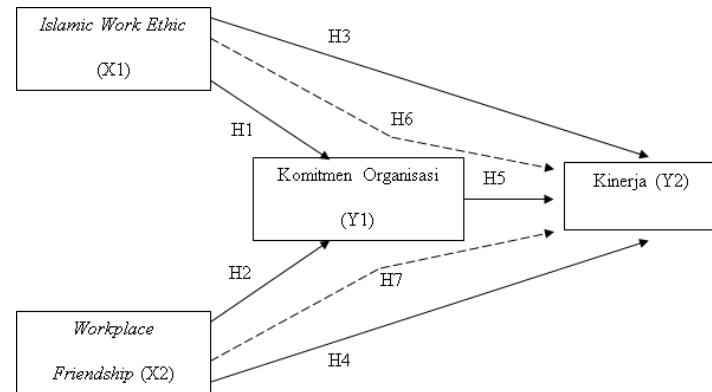 Islamic Work Ethic
(X1)
H3
H6
H1
Komitmen Organisasi
(Y1)
H5
Kinerja (Y2)
H2
H7
Workplace
Friendship (X2)
H4